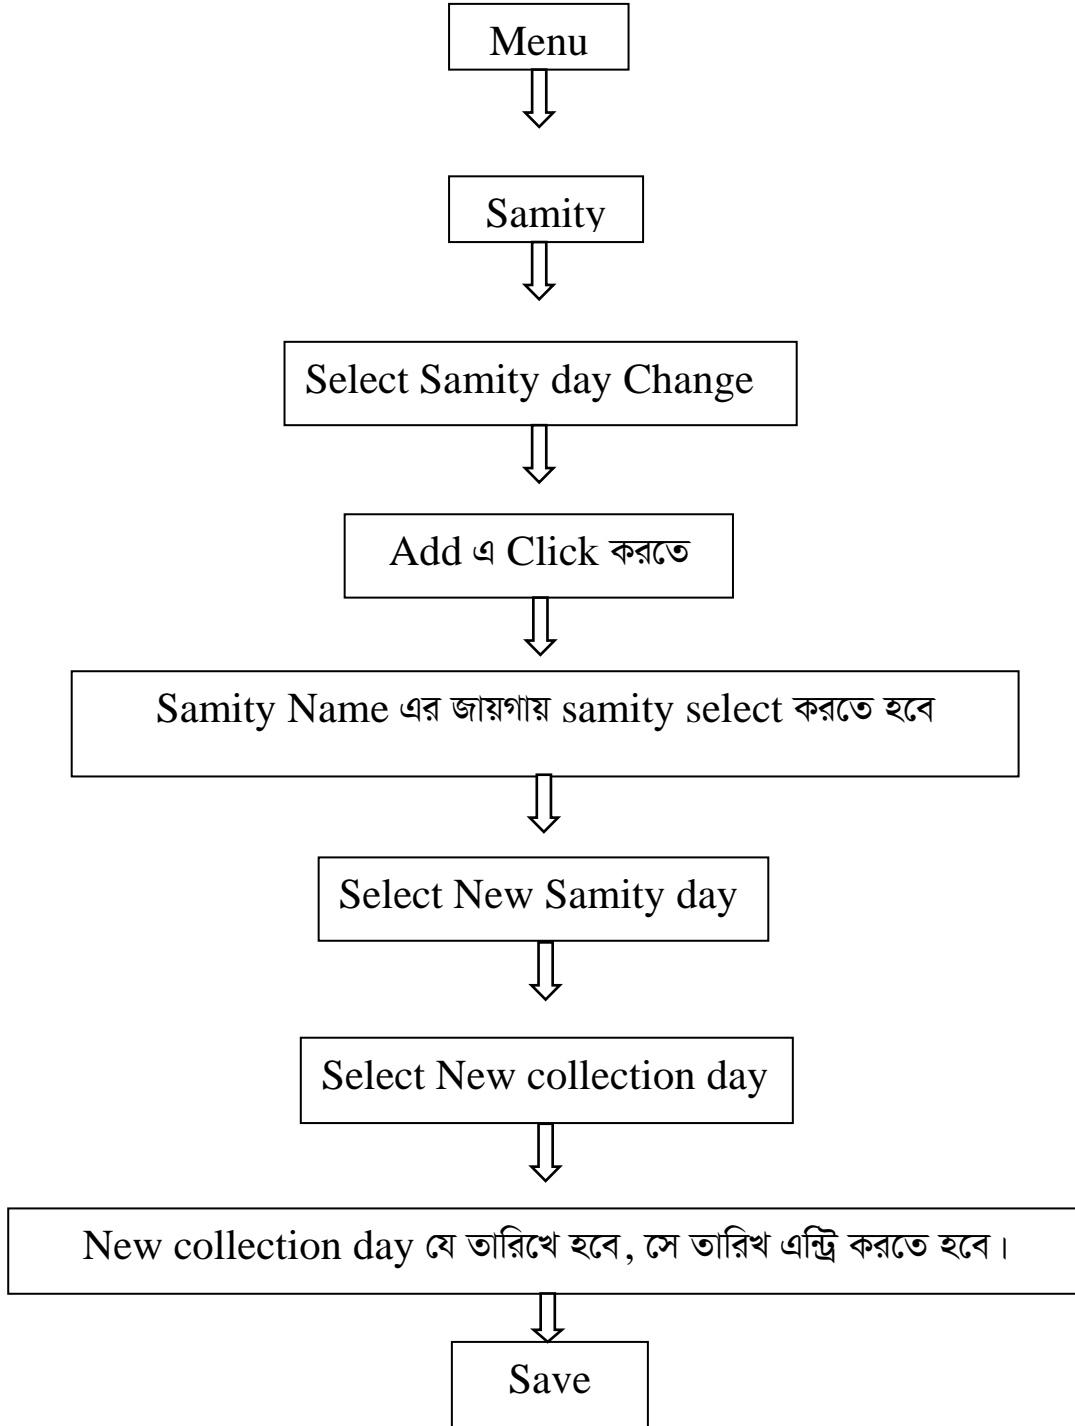 Menu
Samity
Select Samity day Change
Add এ Click করতে
Samity Name এর জায়গায় samity select করতে হবে
Select New Samity day
Select New collection day
New collection day যে তারিখে হবে, সে তারিখ এন্ট্রি করতে হবে।
Save